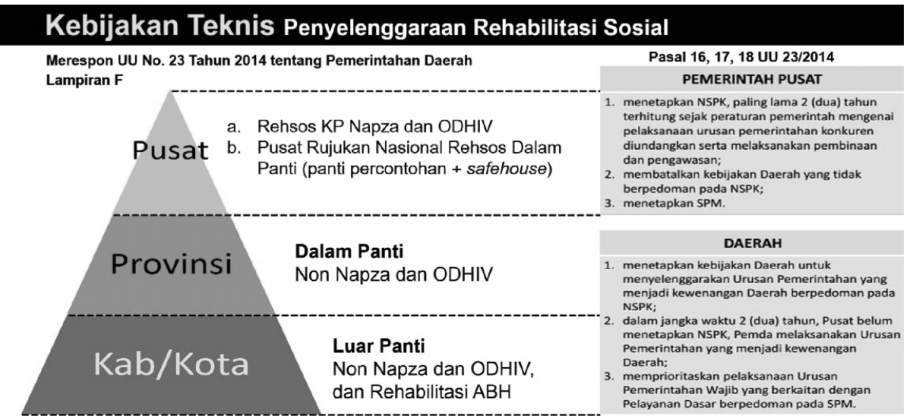 Kebijakan Teknis Penyelenggaraan Rehabilitasi Sosial
Merespon UU No. 23 Tahun 2014 tentang Pemerintahan Daerah
Lampiran F
Pusat
a. Rehsos KP Napza dan ODHIV
b. Pusat Rujukan Nasional Rehsos Dalam
Panti (panti percontohan + safehouse)
Provinsi
Dalam Panti
Non Napza dan ODHIV
Kab/Kota
Luar Panti
Non Napza dan ODHIV,
dan Rehabilitasi ABH
Pasal 16, 17, 18 UU 23/2014
PEMERINTAH PUSAT
1. menetapkan NSPK, paling lama 2 (dua) tahun
terhitung sejak peraturan pemerintah mengenai
pelaksanaan urusan pemerintahan konkuren
diundangkan serta melaksanakan pembinaan
dan pengawasan;
2. membatalkan kebijakan Daerah yang tidak
berpedoman pada NSPK;
3. menetapkan SPM.
DAERAH
1. menetapkan kebijakan Daerah untuk
menyelenggarakan Urusan Pemerintahan yang
menjadi kewenangan Daerah berpedoman pada
NSPK;
2. dalam jangka waktu 2 (dua) tahun, Pusat belum
menetapkan NSPK, Pemda melaksanakan Urusan
Pemerintahan yang menjadi kewenangan
Daerah;
3. memprioritaskan pelaksanaan Urusan
Pemerintahan Wajib yang berkaitan dengan
Pelayanan Dasar berpedoman pada SPM.